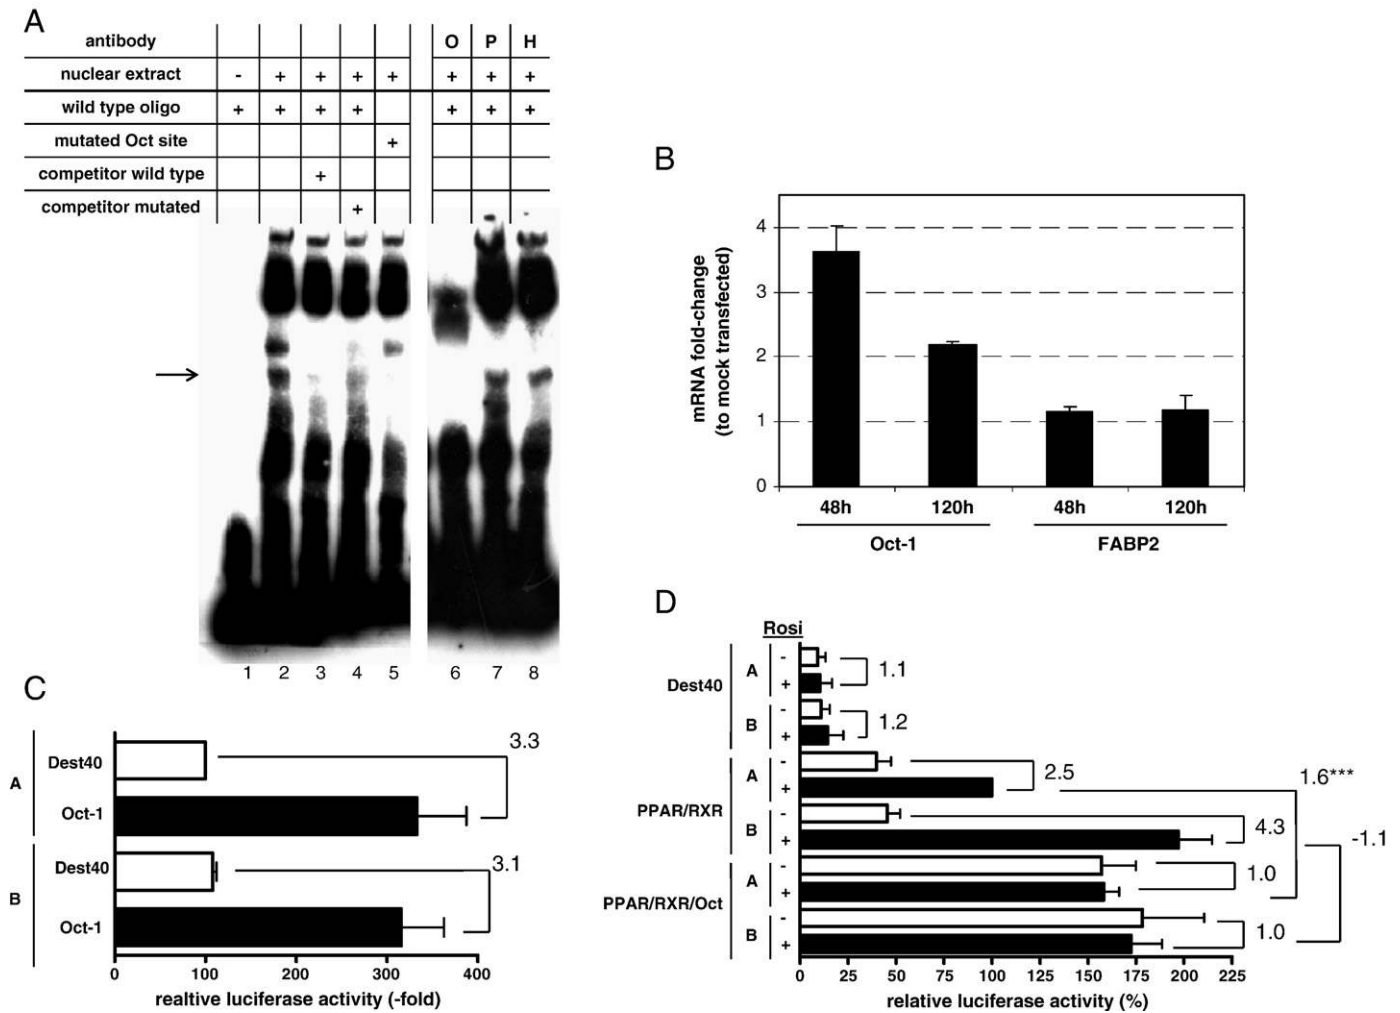 A
antibody O P H
nuclear extract - + + + + + + +
wild type oligo + + + + + + +
mutated Oct site +
competitor wild type +
competitor mutated +
1 2 3 4 5 6 7 8
B
mRNA fold-change
(to mock transfected)
4
3
2
1
0
48h 120h 48h 120h
Oct-1 FABP2
C
A
Dest40
Oct-1
3.3
B
Dest40
Oct-1
3.1
0 100 200 300 400
realtive luciferase activity (-fold)
D
Rosi
Dest40
A - +
1.1
B - +
1.2
PPAR/RXR
A - +
2.5
B - +
4.3
PPAR/RXR/Oct
A - +
1.0
B - +
1.0
1.6***
-1.1
0 25 50 75 100 125 150 175 200 225
relative luciferase activity (%)